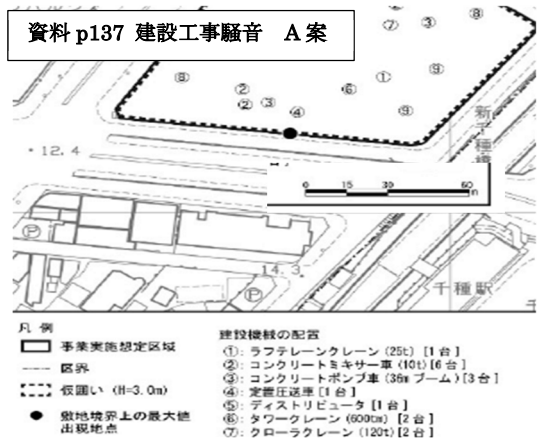 資料 p137 建設工事騒音 A案
⑦ ③ ⑧
⑧ ② ⑥ ① ⑨
② ③ ④ ⑨
12.4
0 15 30 60
m
14.3
P
P
千種駅
凡 例
事業実施想定区域
区界
仮囲い (H=3.0m)
敷地境界上の最大値
出現地点
建設機械の配置
①: ラフテレーンクレーン (25t) [1台]
②: コンクリートミキサー車 (10t) [6台]
③: コンクリートポンプ車 (36mブーム) [3台]
④: 定置圧送車 [1台]
⑤: ディストリビュータ [1台]
⑥: タワークレーン (600tm) [2台]
⑦: クローラクレーン (120t) [2台]